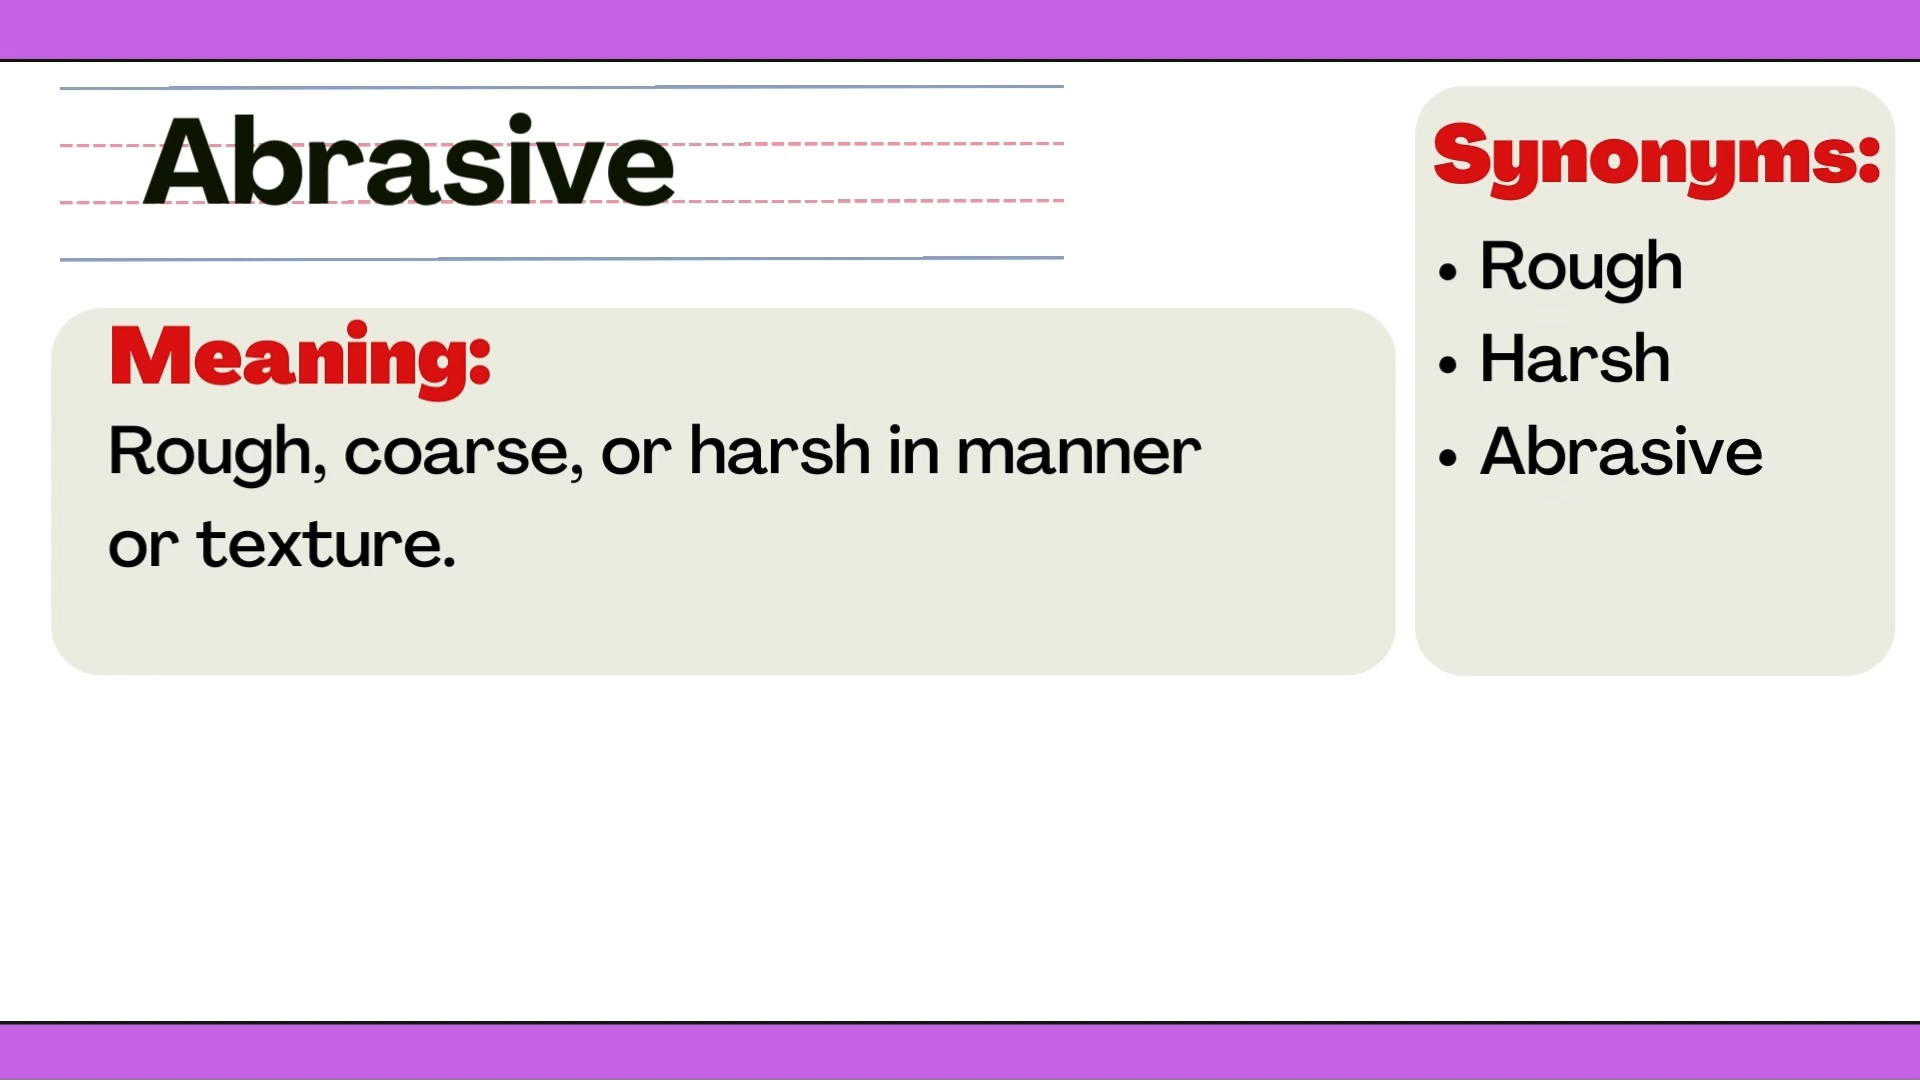 Abrasive
Meaning:
Rough, coarse, or harsh in manner
or texture.
Synonyms:
• Rough
• Harsh
• Abrasive